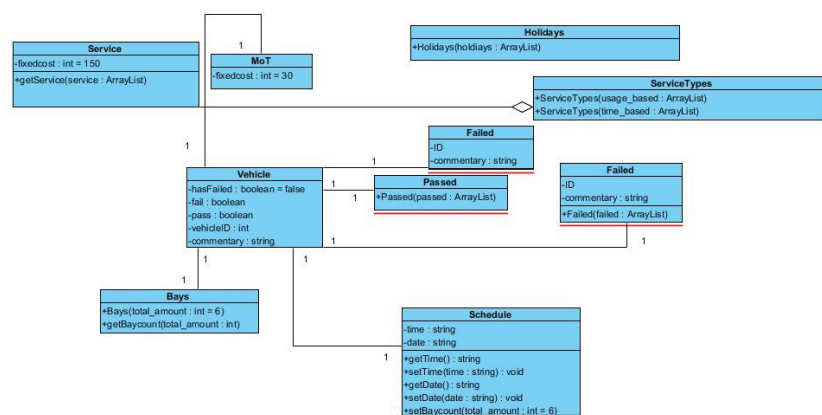 Service
-fixedcost : int = 150
+getService(service : ArrayList)
1
MoT
-fixedcost : int = 30
Holidays
+Holidays(holdiays : ArrayList)
ServiceTypes
+ServiceTypes(usage_based : ArrayList)
+ServiceTypes(time_based : ArrayList)
1
Failed
-ID
-commentary : string
1
Vehicle
-hasFailed : boolean = false
-fail : boolean
-pass : boolean
-vehicleID : int
-commentary : string
1
1
Passed
+Passed(passed : ArrayList)
Failed
-ID
-commentary : string
+Failed(failed : ArrayList)
1
1
1
1
1
Bays
+Bays(total_amount : int = 6)
+getBaycount(total_amount : int)
1
Schedule
-time : string
-date : string
+getTime() : string
+setTime(time : string) : void
+getDate() : string
+setDate(date : string) : void
+setBaycount(total_amount : int = 6)